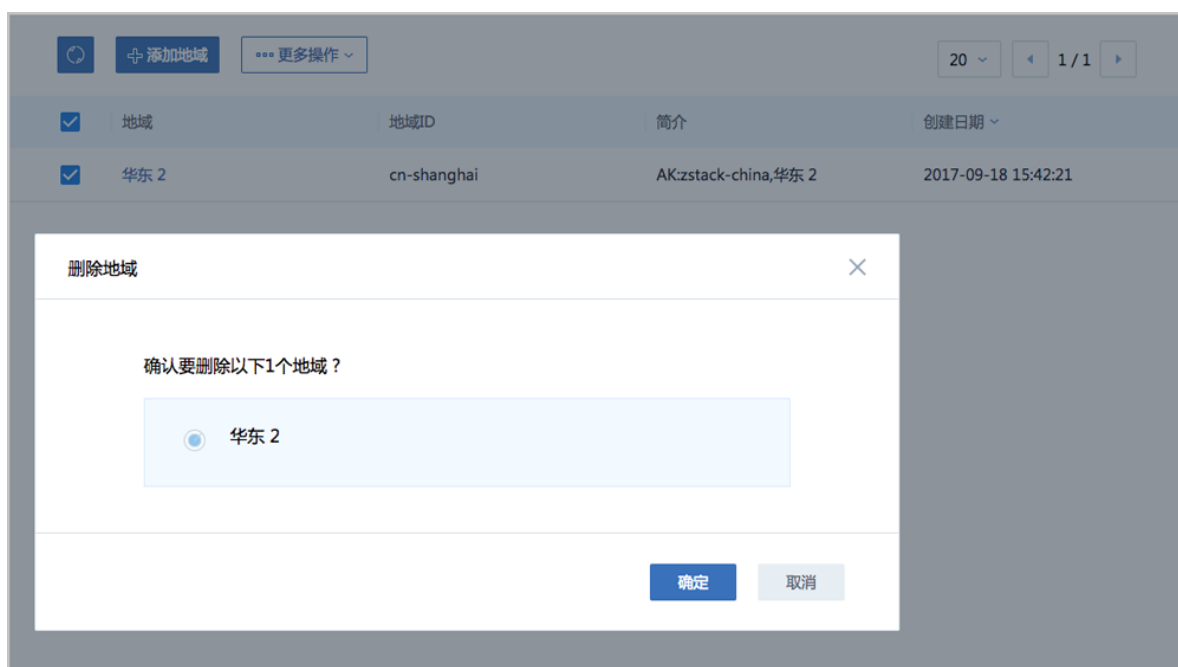 添加地域 更多操作 20 1 / 1
地域 地域ID 简介 创建日期
华东 2 cn-shanghai AK:zstack-china,华东 2 2017-09-18 15:42:21
删除地域
确认要删除以下1个地域？
华东 2
确定 取消